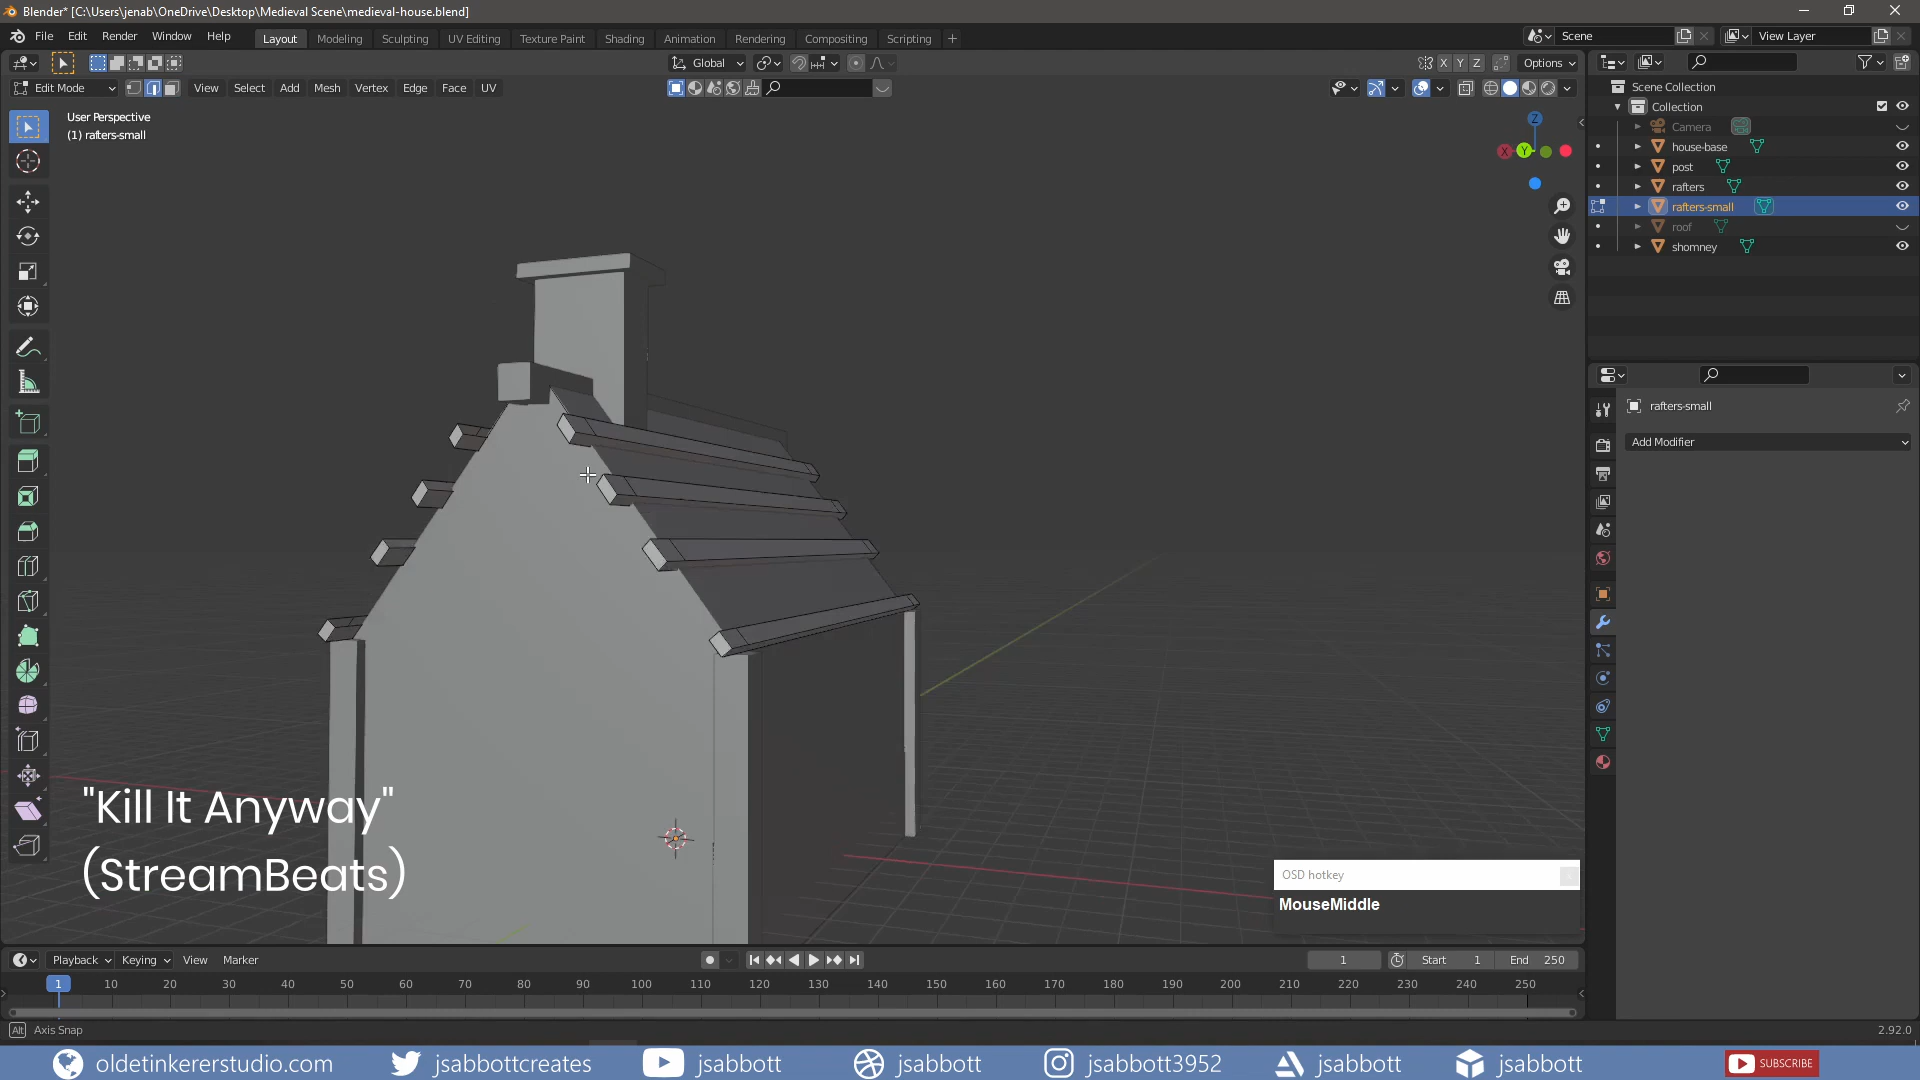 Blender* [C:\Users\jenab\OneDrive\Desktop\Medieval Scene\medieval-house.blend]
File Edit Render Window Help Layout Modeling Sculpting UV Editing Texture Paint Shading Animation Rendering Compositing Scripting + Scene View Layer
Global X Y Z Options
Edit Mode View Select Add Mesh Vertex Edge Face UV
Scene Collection
Collection
Camera
house-base
post
rafters
rafters-small
roof
shomney
User Perspective
(1) rafters-small
Z
X Y
rafters-small
Add Modifier
"Kill It Anyway"
(StreamBeats)
OSD hotkey
MouseMiddle
Playback Keying View Marker 1 Start 1 End 250
1 10 20 30 40 50 60 70 80 90 100 110 120 130 140 150 160 170 180 190 200 210 220 230 240 250
Alt Axis Snap 2.92.0
oldetinkererstudio.com jsabbottcreates jsabbott jsabbott jsabbott3952 jsabbott jsabbott SUBSCRIBE